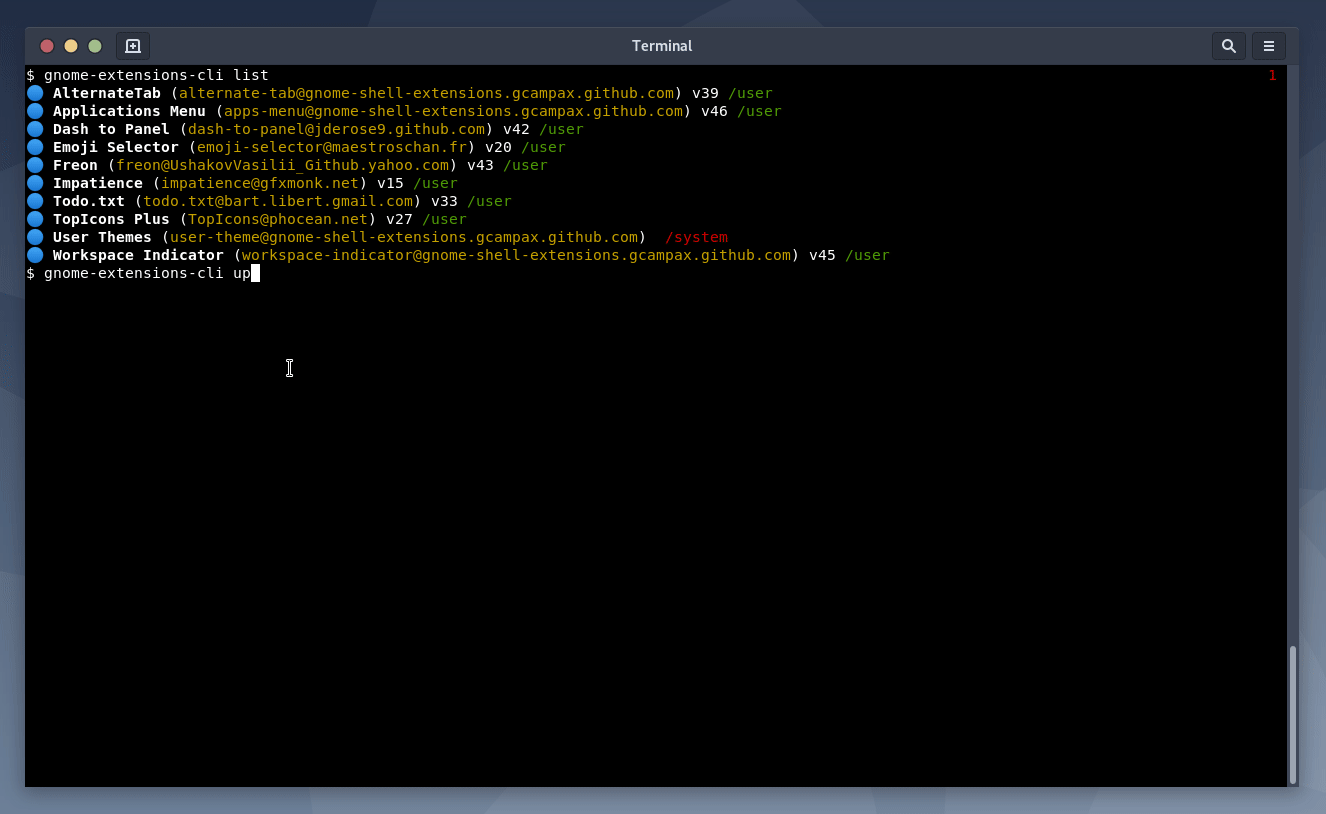 Terminal
$ gnome-extensions-cli list 1
AlternateTab (alternate-tab@gnome-shell-extensions.gcampax.github.com) v39 /user
Applications Menu (apps-menu@gnome-shell-extensions.gcampax.github.com) v46 /user
Dash to Panel (dash-to-panel@jderose9.github.com) v42 /user
Emoji Selector (emoji-selector@maestroschan.fr) v20 /user
Freon (freon@UshakovVasilii_Github.yahoo.com) v43 /user
Impatience (impatience@gfxmonk.net) v15 /user
Todo.txt (todo.txt@bart.libert.gmail.com) v33 /user
TopIcons Plus (TopIcons@phocean.net) v27 /user
User Themes (user-theme@gnome-shell-extensions.gcampax.github.com)  /system
Workspace Indicator (workspace-indicator@gnome-shell-extensions.gcampax.github.com) v45 /user
$ gnome-extensions-cli up